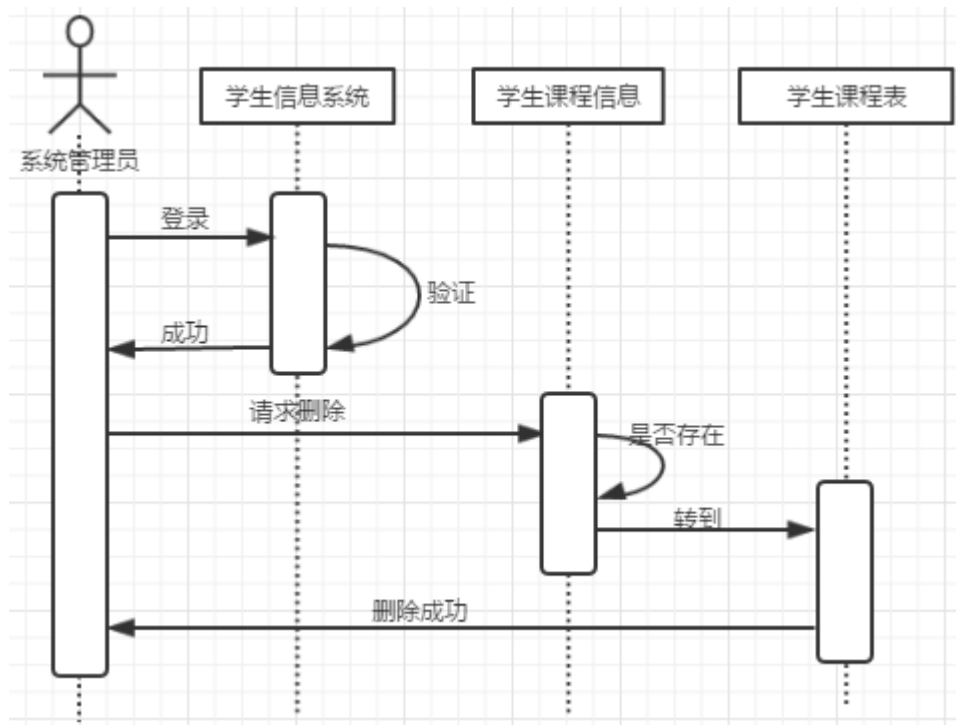 学生信息系统
学生课程信息
学生课程表
系统管理员
登录
验证
成功
请求删除
是否存在
转到
删除成功